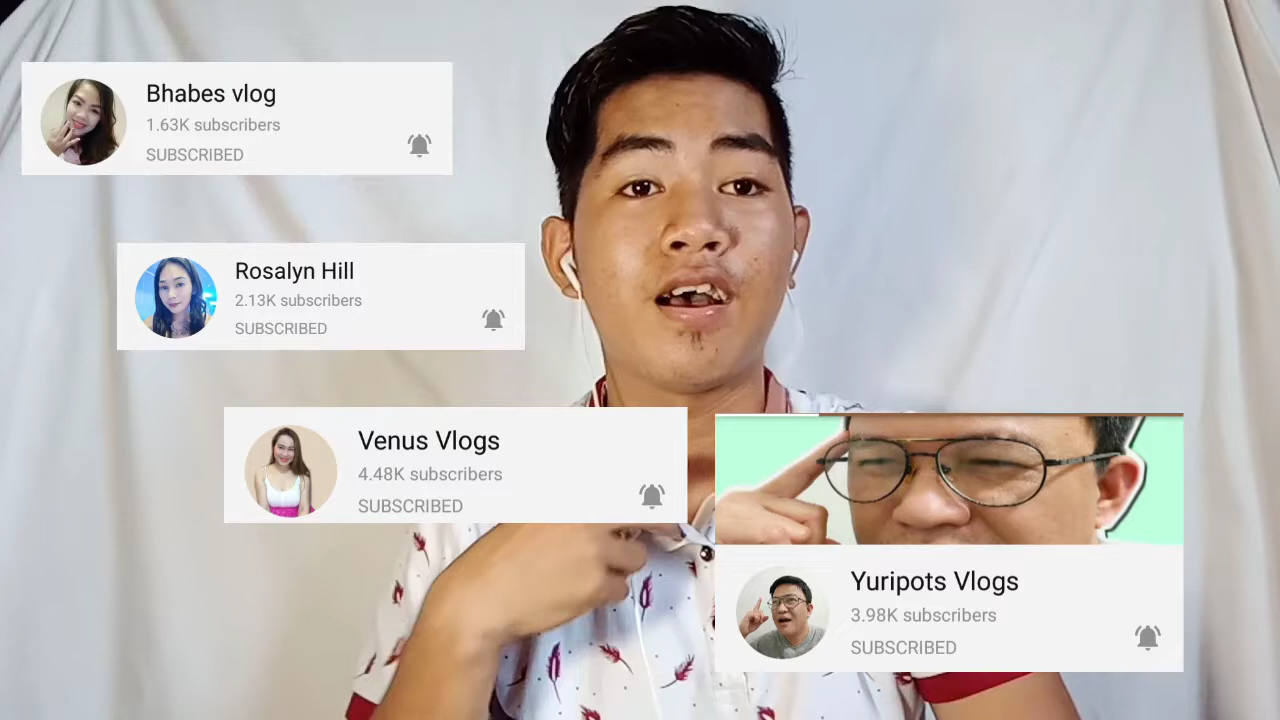 Bhabes vlog
1.63K subscribers
SUBSCRIBED
Rosalyn Hill
2.13K subscribers
SUBSCRIBED
Venus Vlogs
4.48K subscribers
SUBSCRIBED
Yuripots Vlogs
3.98K subscribers
SUBSCRIBED